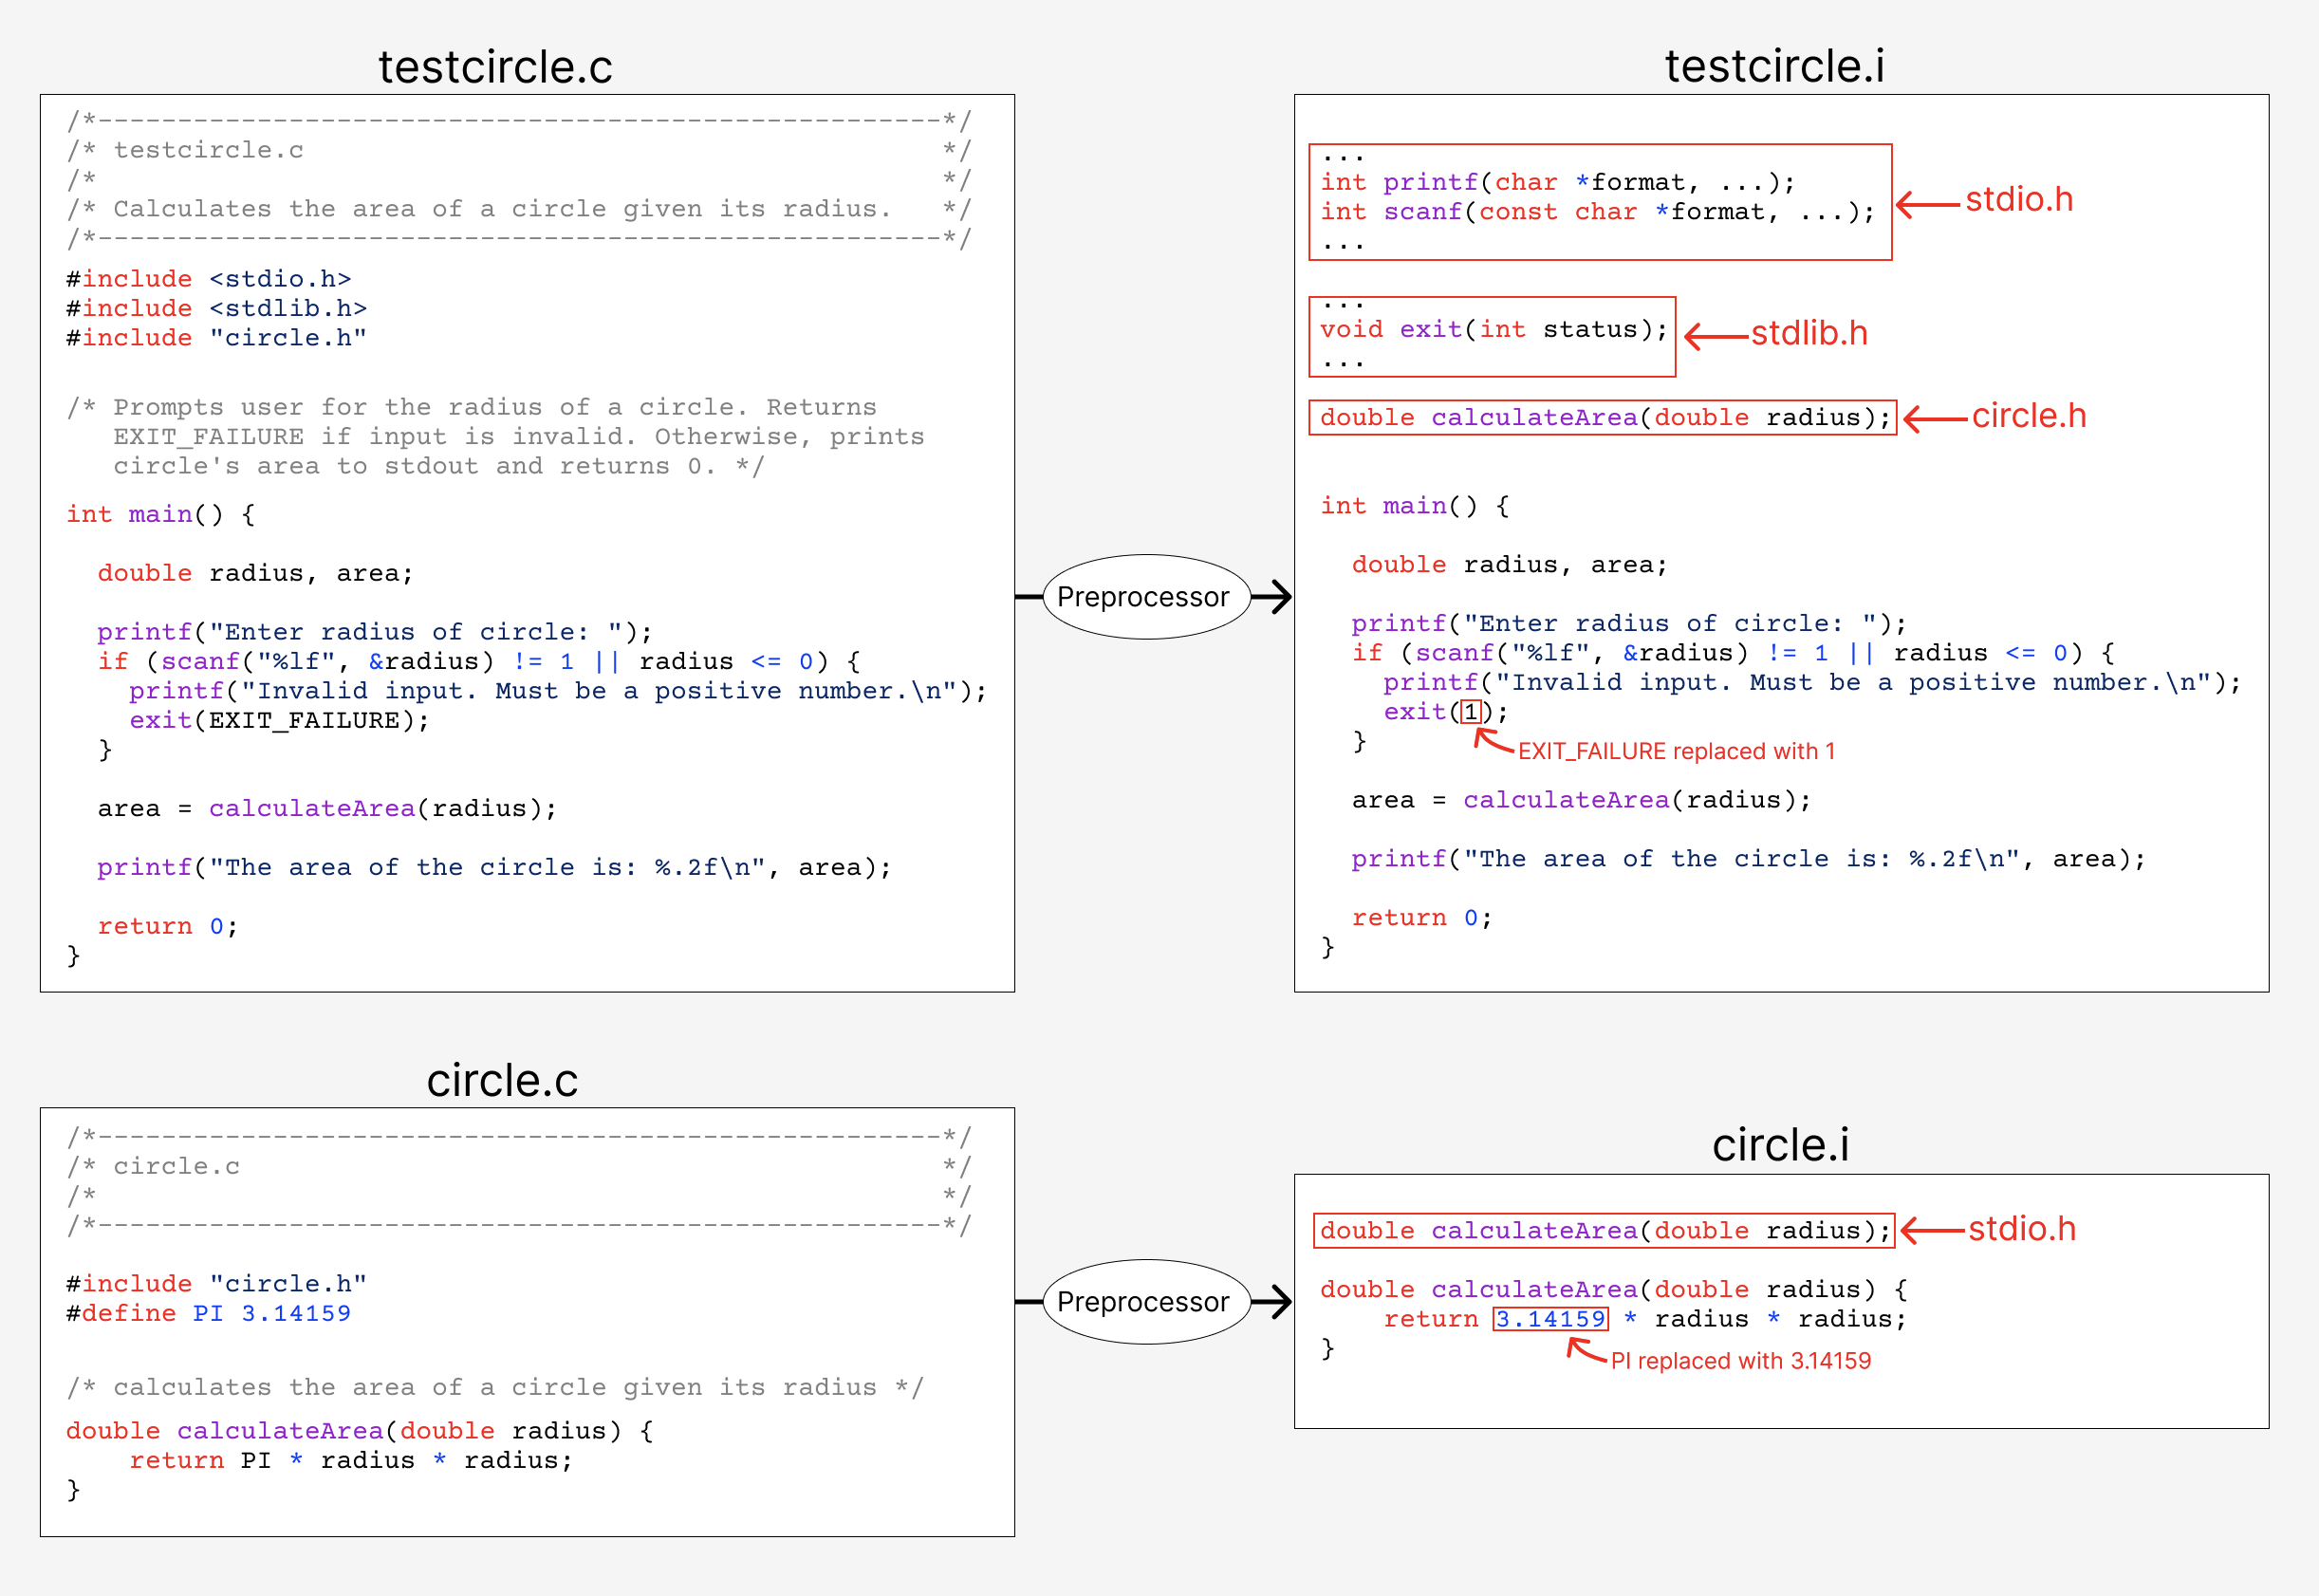 testcircle.c
/*-----------------------------------------------------*/
/* testcircle.c                                        */
/*                                                     */
/* Calculates the area of a circle given its radius.   */
/*-----------------------------------------------------*/
#include <stdio.h>
#include <stdlib.h>
#include "circle.h"
/* Prompts user for the radius of a circle. Returns
   EXIT_FAILURE if input is invalid. Otherwise, prints
   circle's area to stdout and returns 0. */
int main() {
  double radius, area;
  printf("Enter radius of circle: ");
  if (scanf("%lf", &radius) != 1 || radius <= 0) {
    printf("Invalid input. Must be a positive number.\n");
    exit(EXIT_FAILURE);
  }
  area = calculateArea(radius);
  printf("The area of the circle is: %.2f\n", area);
  return 0;
}
Preprocessor
testcircle.i
...
int printf(char *format, ...);
int scanf(const char *format, ...);
...
stdio.h
...
void exit(int status);
...
stdlib.h
double calculateArea(double radius);
circle.h
int main() {
  double radius, area;
  printf("Enter radius of circle: ");
  if (scanf("%lf", &radius) != 1 || radius <= 0) {
    printf("Invalid input. Must be a positive number.\n");
    exit(1);
  }
EXIT_FAILURE replaced with 1
  area = calculateArea(radius);
  printf("The area of the circle is: %.2f\n", area);
  return 0;
}
circle.c
/*-----------------------------------------------------*/
/* circle.c                                            */
/*                                                     */
/*-----------------------------------------------------*/
#include "circle.h"
#define PI 3.14159
/* calculates the area of a circle given its radius */
double calculateArea(double radius) {
    return PI * radius * radius;
}
Preprocessor
circle.i
double calculateArea(double radius);
stdio.h
double calculateArea(double radius) {
    return 3.14159 * radius * radius;
}
PI replaced with 3.14159